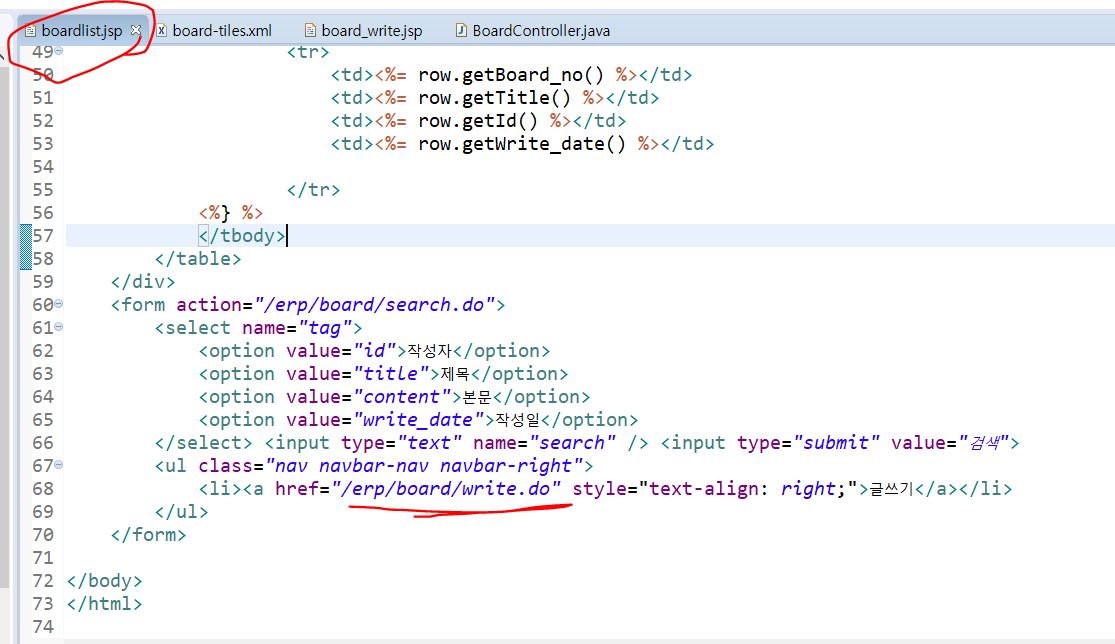 boardlist.jsp board-tiles.xml board_write.jsp BoardController.java
49 <tr>
50 <td><%= row.getBoard_no() %></td>
51 <td><%= row.getTitle() %></td>
52 <td><%= row.getId() %></td>
53 <td><%= row.getWrite_date() %></td>
54
55 </tr>
56 <%} %>
57 </tbody>
58 </table>
59 </div>
60 <form action="/erp/board/search.do">
61 <select name="tag">
62 <option value="id">작성자</option>
63 <option value="title">제목</option>
64 <option value="content">본문</option>
65 <option value="write_date">작성일</option>
66 </select> <input type="text" name="search" /> <input type="submit" value="검색">
67 <ul class="nav navbar-nav navbar-right">
68 <li><a href="/erp/board/write.do" style="text-align: right;">글쓰기</a></li>
69 </ul>
70 </form>
71
72 </body>
73 </html>
74